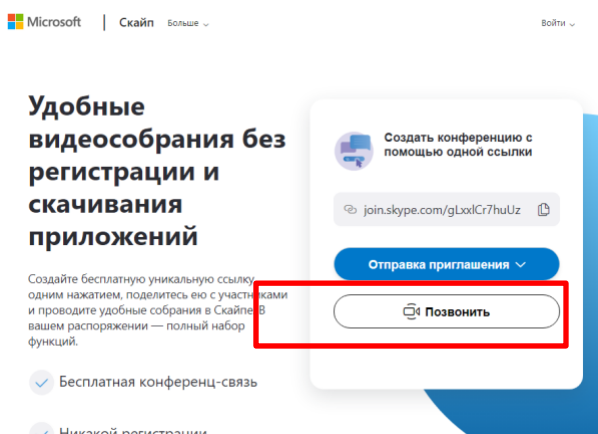 Microsoft
Скайп
Больше
Войти
Удобные
видеособрания без
регистрации и
скачивания
приложений
Создайте бесплатную уникальную ссылку
одним нажатием, поделитесь ею с участниками
и проводите удобные собрания в Скайпе. В
вашем распоряжении — полный набор
функций.
Бесплатная конференц-связь
Никакой регистрации
Создать конференцию с
помощью одной ссылки
join.skype.com/gLxxlCr7huUz
Отправка приглашения
Позвонить